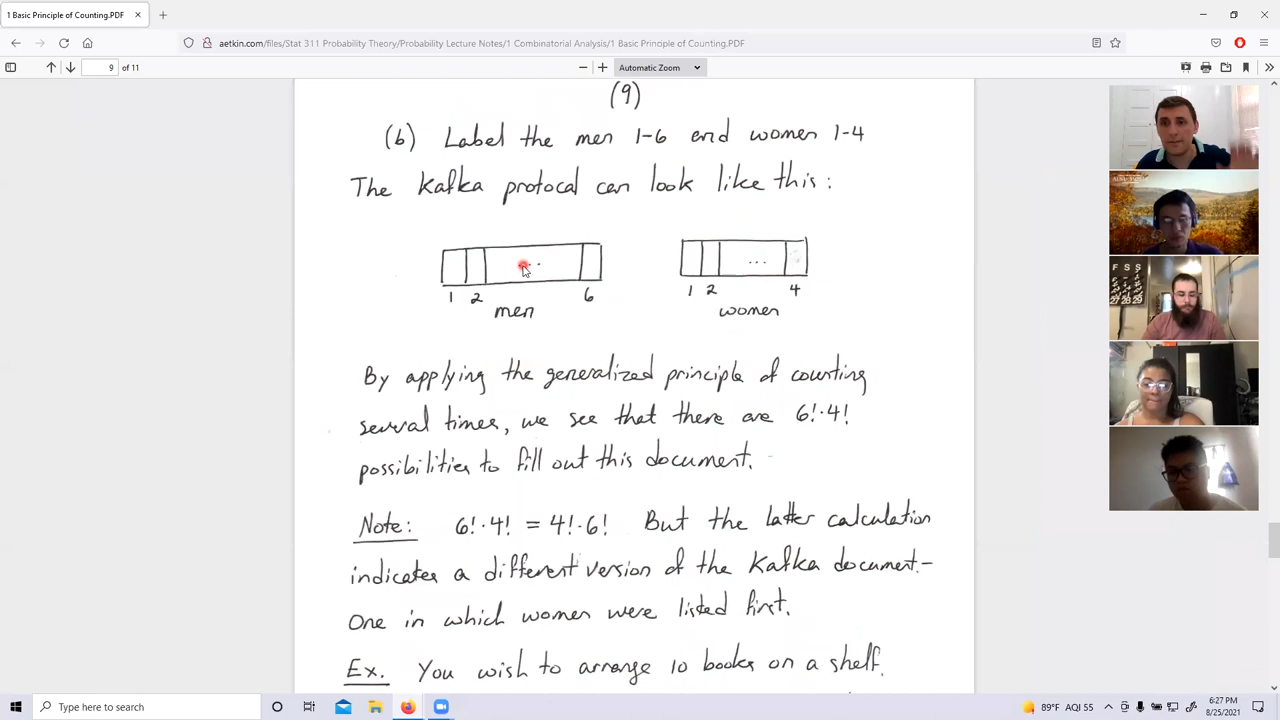 1 Basic Principle of Counting.PDF
aetkin.com/files/Stat 311 Probability Theory/Probability Lecture Notes/1 Combinatorial Analysis/1 Basic Principle of Counting.PDF
9 of 11
Automatic Zoom
(9)
(b) Label the men 1-6 and women 1-4
The Kafka protocal can look like this:
... ...
1 2 6 1 2 4
men women
By applying the generalized principle of counting
several times, we see that there are 6!·4!
possibilities to fill out this document.
Note: 6!·4! = 4!·6! But the latter calculation
indicates a different version of the Kafka document.-
One in which women were listed first.
Ex. You wish to arrange 10 books on a shelf.
F S S
Type here to search
89°F AQI 55
6:27 PM
8/25/2021